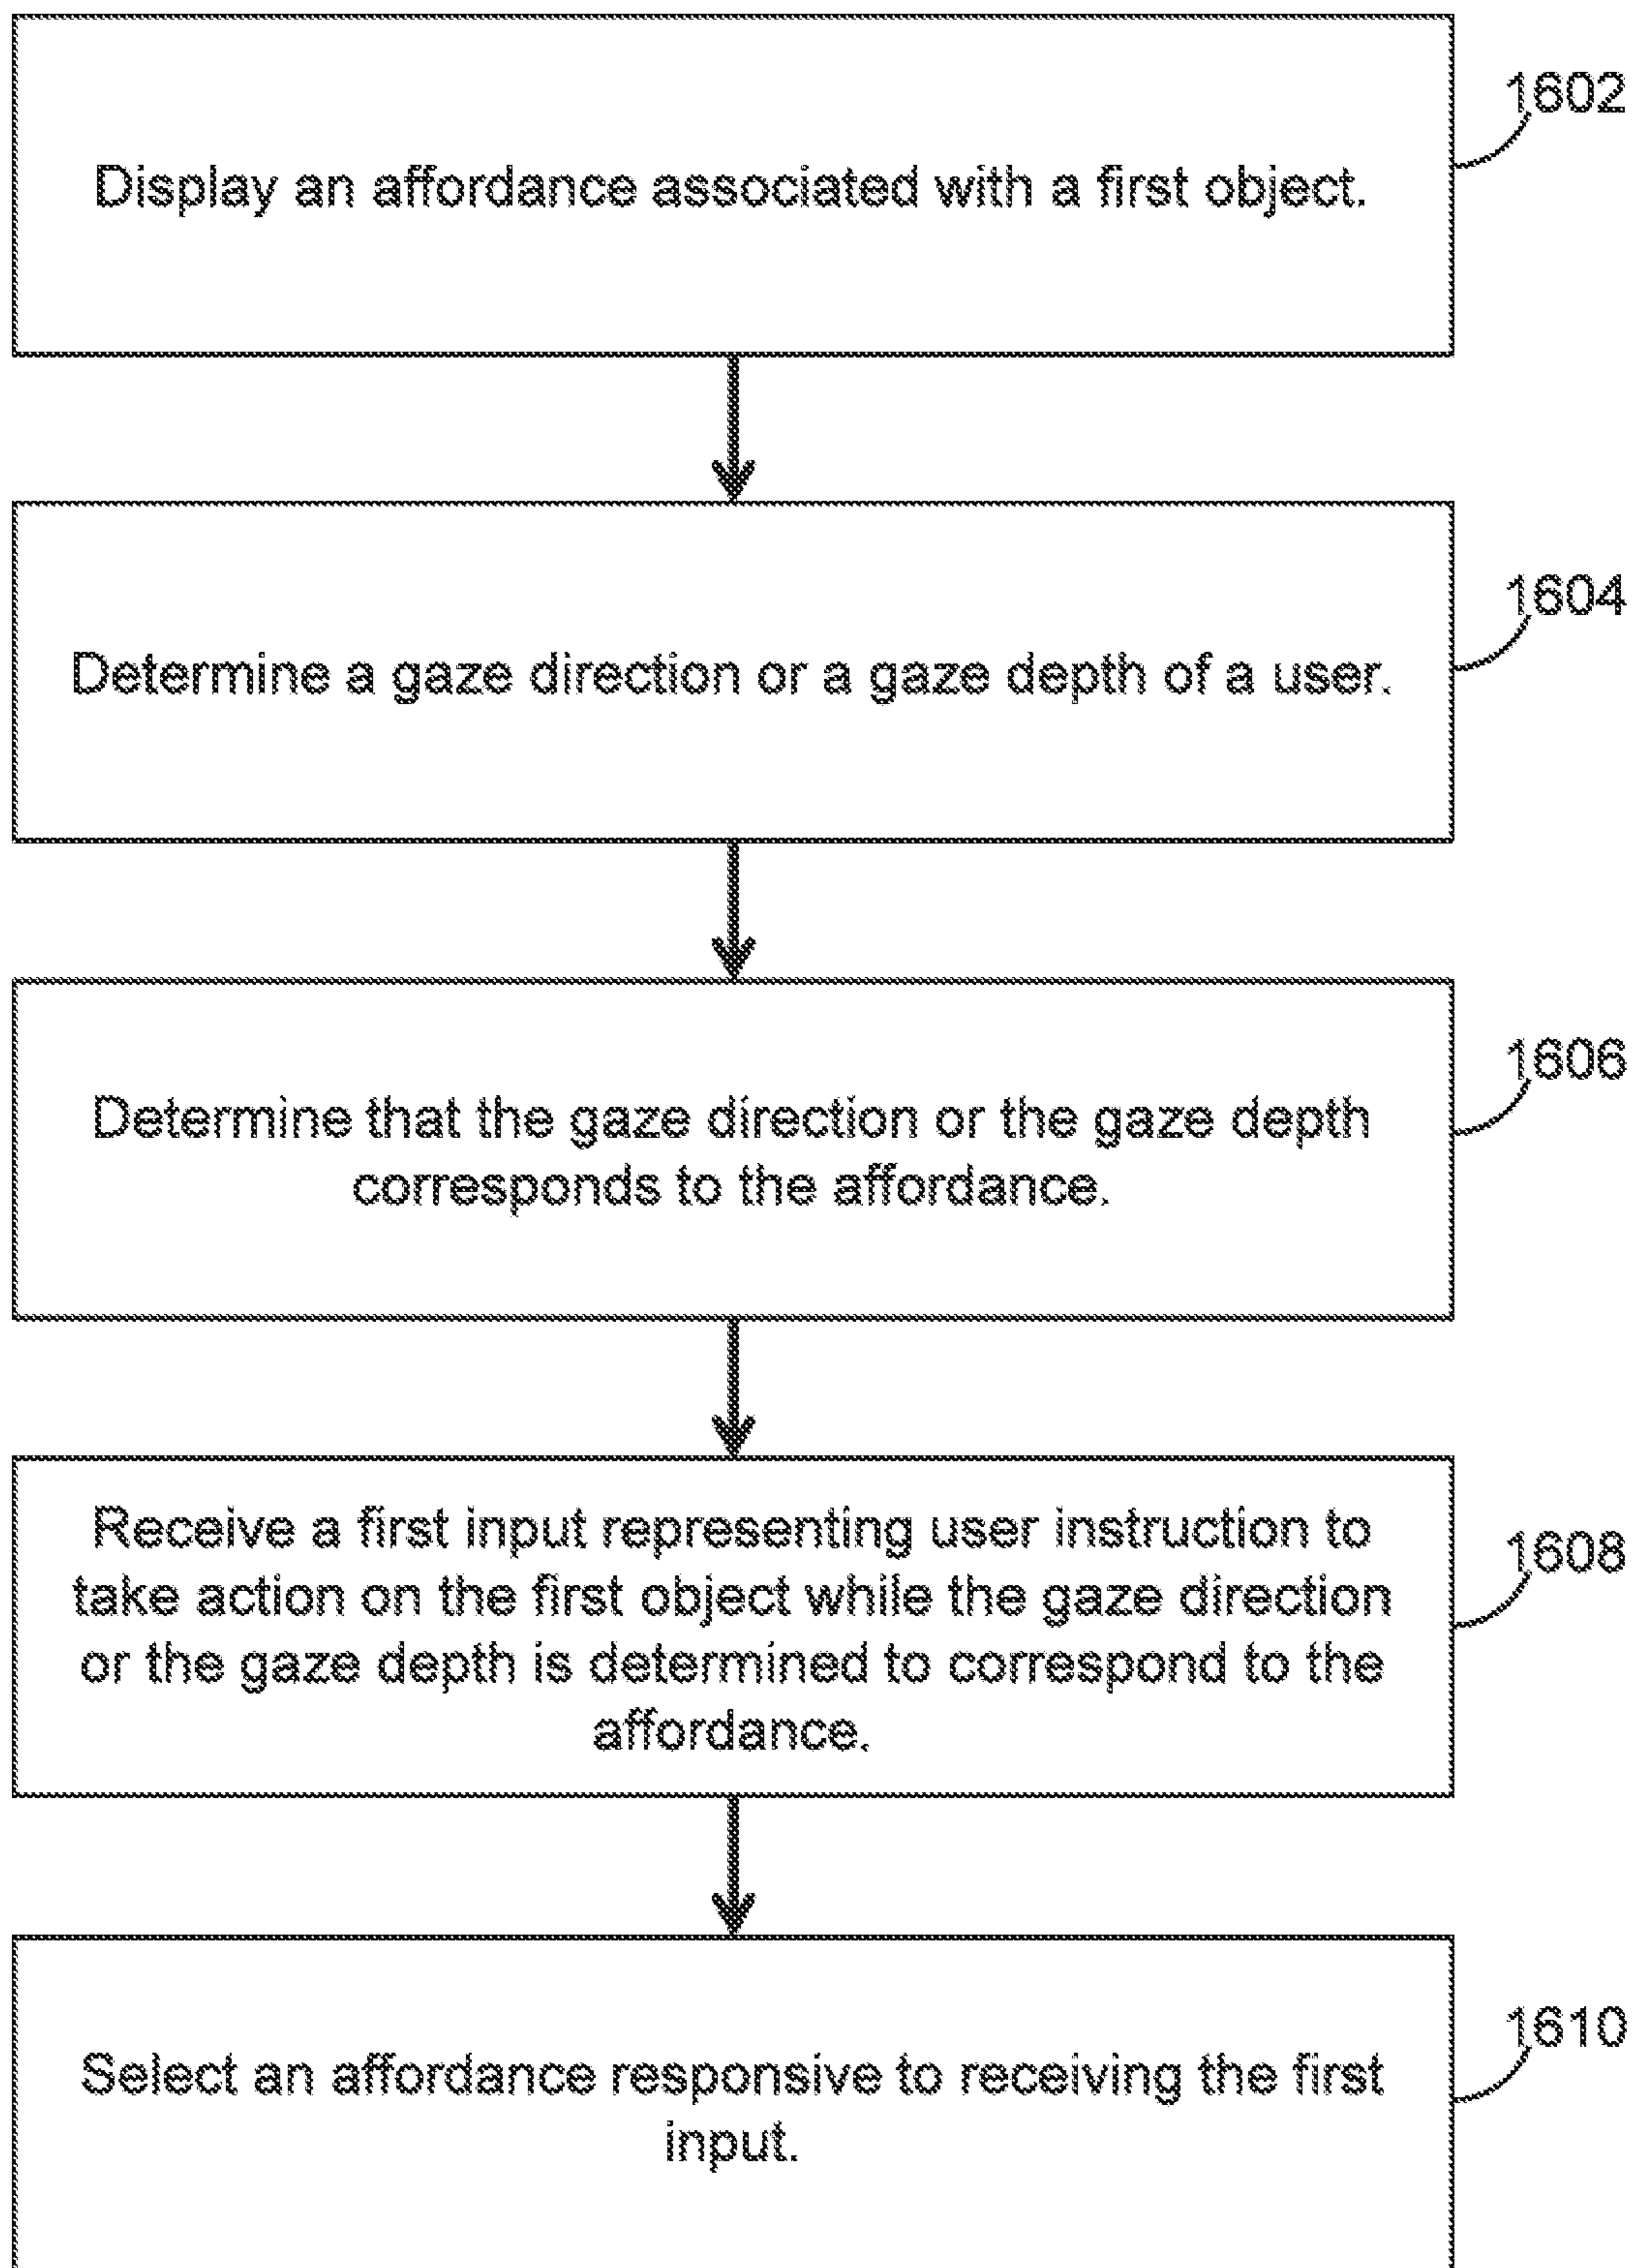 1602
Display an affordance associated with a first object.
1604
Determine a gaze direction or a gaze depth of a user.
1606
Determine that the gaze direction or the gaze depth
corresponds to the affordance.
1608
Receive a first input representing user instruction to
take action on the first object while the gaze direction
or the gaze depth is determined to correspond to the
affordance.
1610
Select an affordance responsive to receiving the first
input.